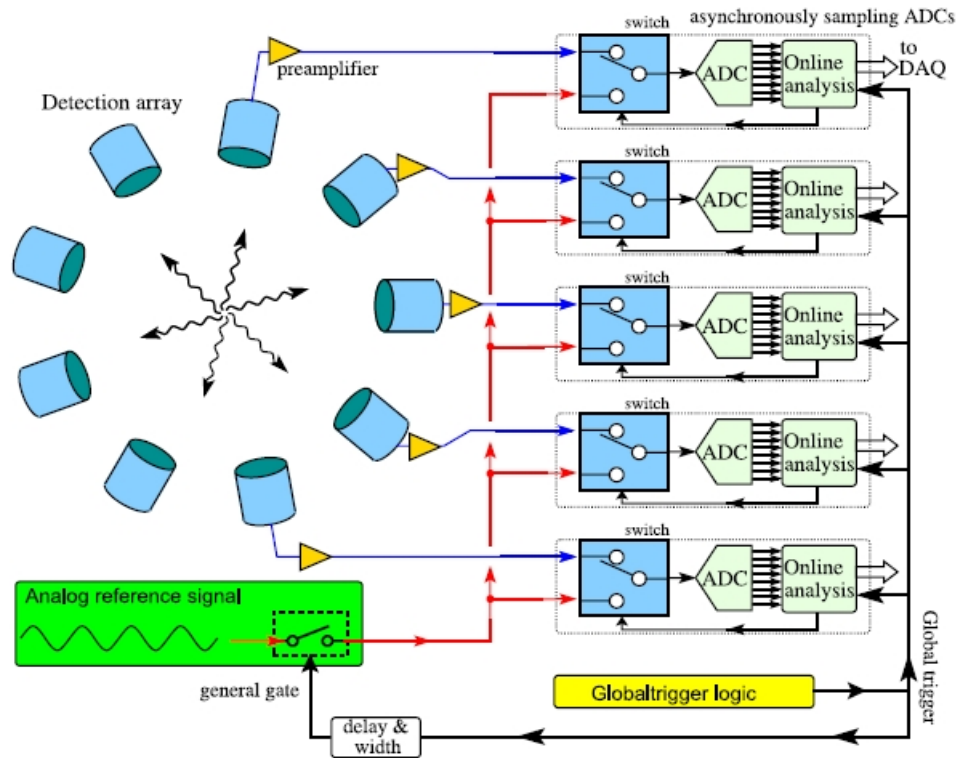 switch
asynchronously sampling ADCs
to
DAQ
preamplifier
ADC
Online
analysis
Detection array
switch
ADC
Online
analysis
switch
ADC
Online
analysis
switch
ADC
Online
analysis
switch
ADC
Online
analysis
Analog reference signal
general gate
Globaltrigger logic
Global trigger
delay &
width